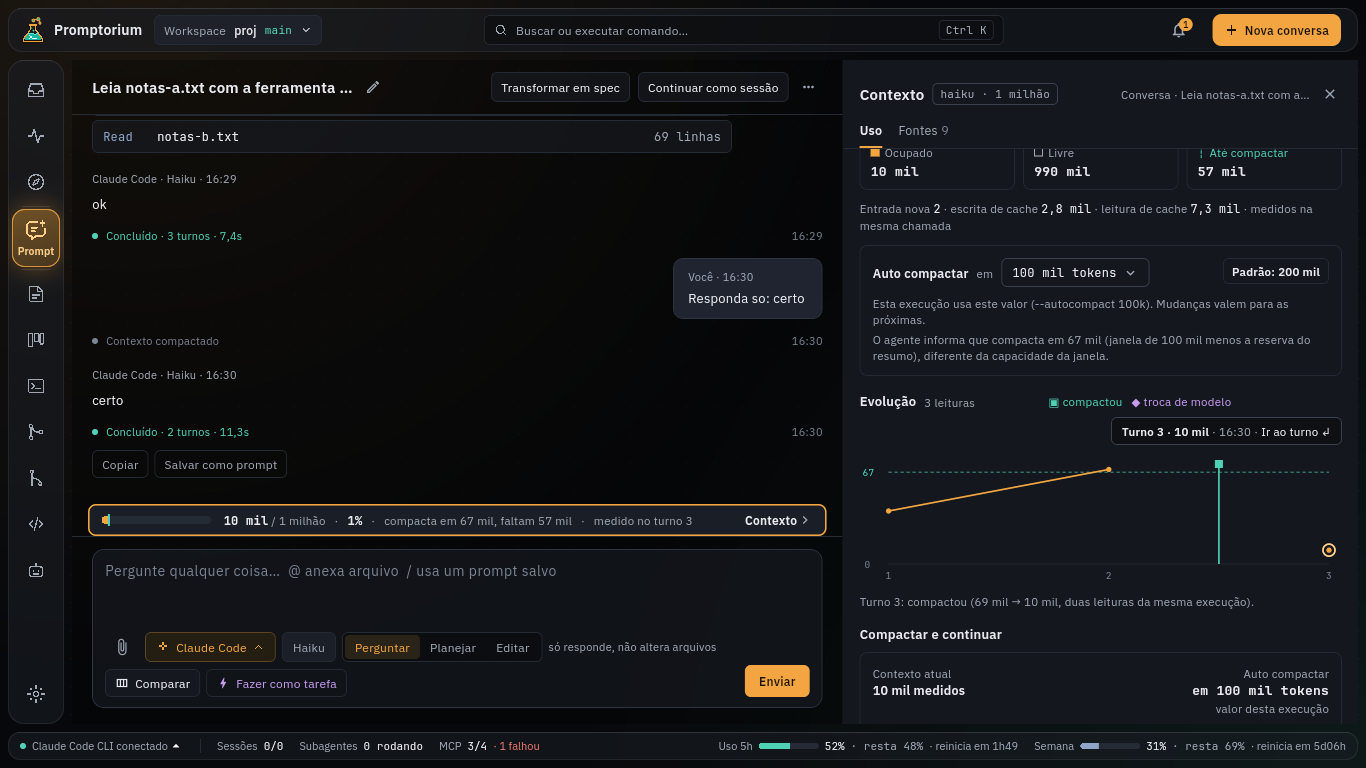 Promptorium
Workspace proj main
Buscar ou executar comando...
Ctrl K
1
Nova conversa
Prompt
Leia notas-a.txt com a ferramenta ...
Transformar em spec
Continuar como sessão
Read notas-b.txt 69 linhas
Claude Code · Haiku · 16:29
ok
Concluído · 3 turnos · 7,4s 16:29
Você · 16:30
Responda so: certo
Contexto compactado 16:30
Claude Code · Haiku · 16:30
certo
Concluído · 2 turnos · 11,3s 16:30
Copiar
Salvar como prompt
10 mil / 1 milhão · 1% · compacta em 67 mil, faltam 57 mil · medido no turno 3 Contexto
Pergunte qualquer coisa... @ anexa arquivo / usa um prompt salvo
Claude Code
Haiku
Perguntar Planejar Editar
só responde, não altera arquivos
Comparar
Fazer como tarefa
Enviar
Contexto
haiku · 1 milhão
Conversa · Leia notas-a.txt com a...
Uso
Fontes 9
Ocupado
10 mil
Livre
990 mil
Até compactar
57 mil
Entrada nova 2 · escrita de cache 2,8 mil · leitura de cache 7,3 mil · medidos na
mesma chamada
Auto compactar em 100 mil tokens
Padrão: 200 mil
Esta execução usa este valor (--autocompact 100k). Mudanças valem para as
próximas.
O agente informa que compacta em 67 mil (janela de 100 mil menos a reserva do
resumo), diferente da capacidade da janela.
Evolução 3 leituras
compactou
troca de modelo
Turno 3 · 10 mil · 16:30 · Ir ao turno ↲
67
0
1 2 3
Turno 3: compactou (69 mil → 10 mil, duas leituras da mesma execução).
Compactar e continuar
Contexto atual
10 mil medidos
Auto compactar
em 100 mil tokens
valor desta execução
Claude Code CLI conectado
Sessões 0/0
Subagentes 0 rodando
MCP 3/4 · 1 falhou
Uso 5h 52% · resta 48% · reinicia em 1h49
Semana 31% · resta 69% · reinicia em 5d06h